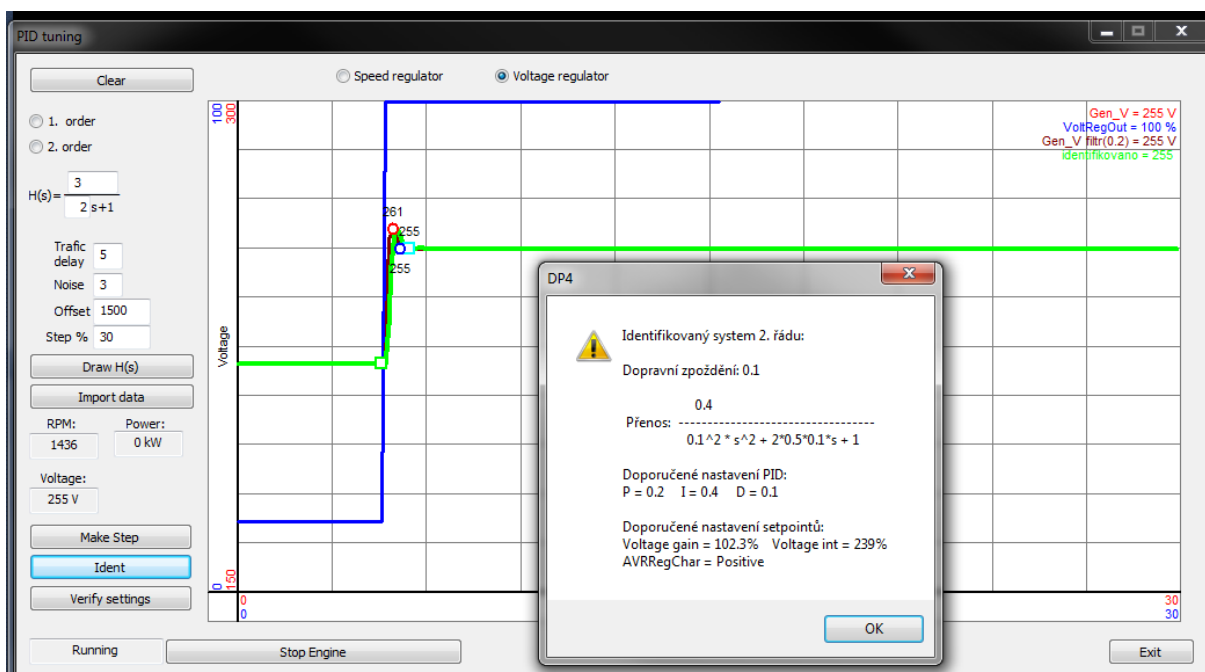 PID tuning
Clear
Speed regulator
Voltage regulator
1. order
2. order
H(s)=
3
2 s+1
Trafic
delay
5
Noise 3
Offset 1500
Step % 30
Draw H(s)
Import data
RPM: Power:
1436 0 kW
Voltage:
255 V
Make Step
Ident
Verify settings
Running
Stop Engine
Exit
100
300
Voltage
0
150
0
0
30
30
Gen_V = 255 V
VoltRegOut = 100 %
Gen_V filtr(0.2) = 255 V
identifikovano = 255
261
255
255
DP4
Identifikovaný system 2. řádu:
Dopravní zpoždění: 0.1
0.4
Přenos: -----------------------------------
0.1^2 * s^2 + 2*0.5*0.1*s + 1
Doporučené nastavení PID:
P = 0.2 I = 0.4 D = 0.1
Doporučené nastavení setpointů:
Voltage gain = 102.3% Voltage int = 239%
AVRRegChar = Positive
OK